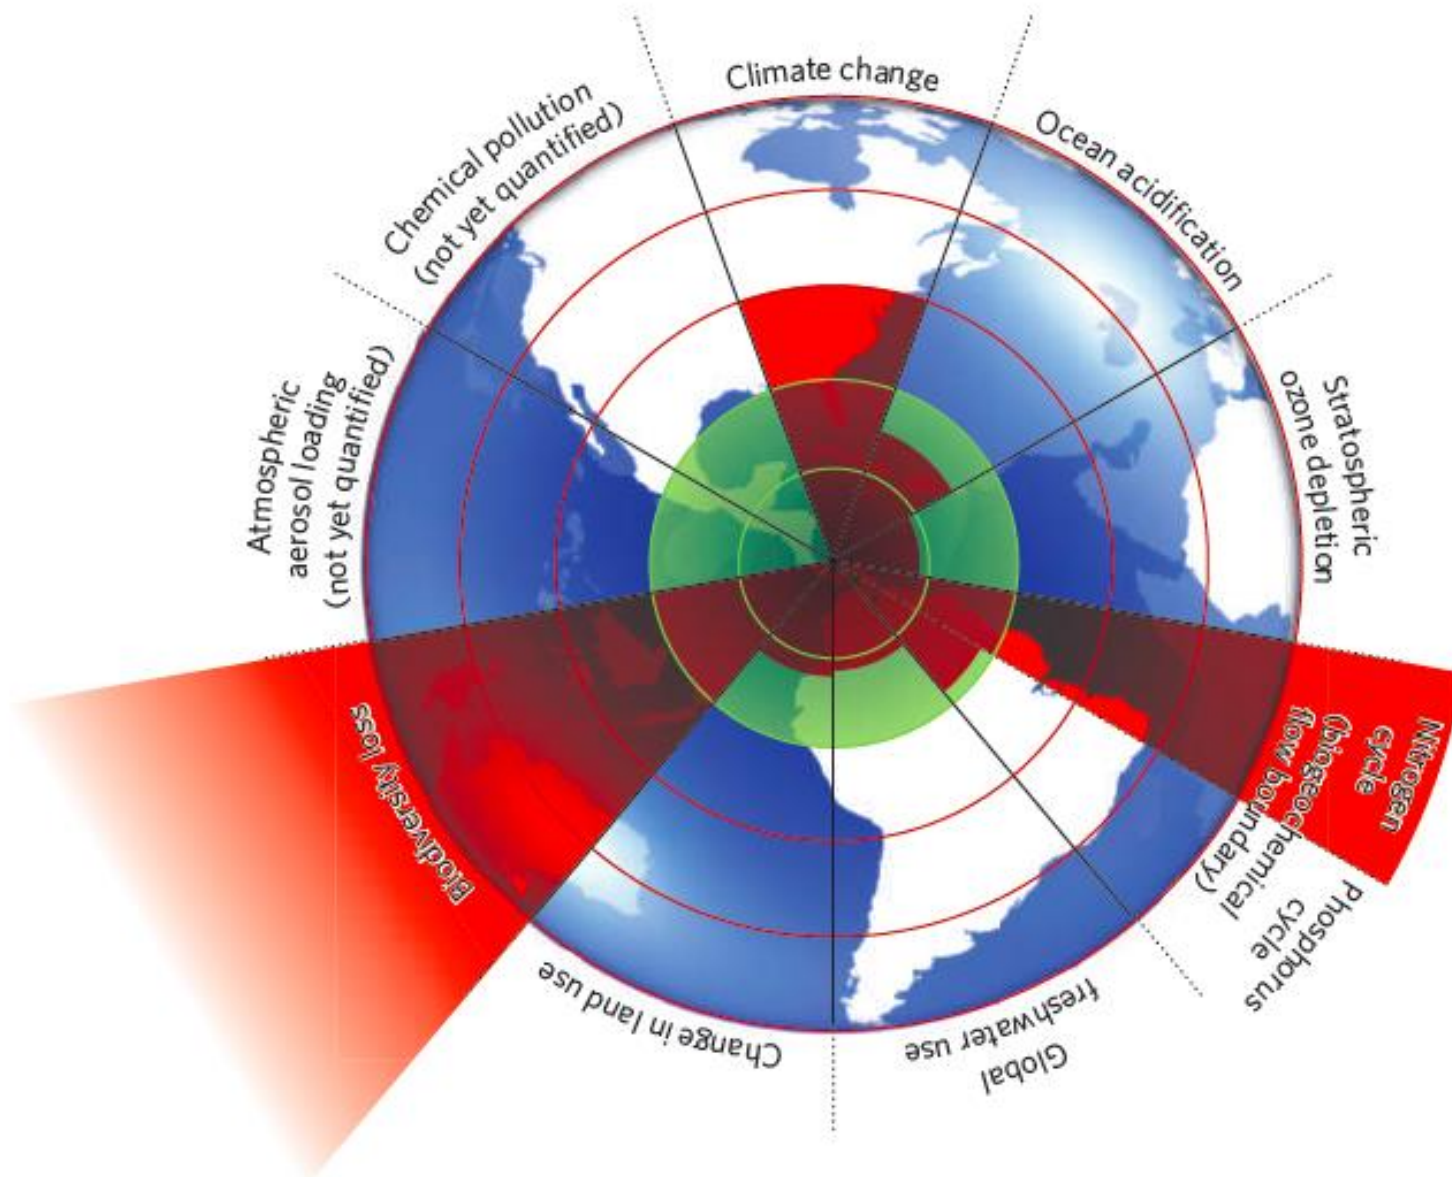 Climate change
Ocean acidification
Stratospheric
ozone depletion
Nitrogen
cycle
(biogeochemical
flow boundary)
Phosphorus
cycle
Global
freshwater use
Change in land use
Biodiversity loss
Atmospheric
aerosol loading
(not yet quantified)
Chemical pollution
(not yet quantified)